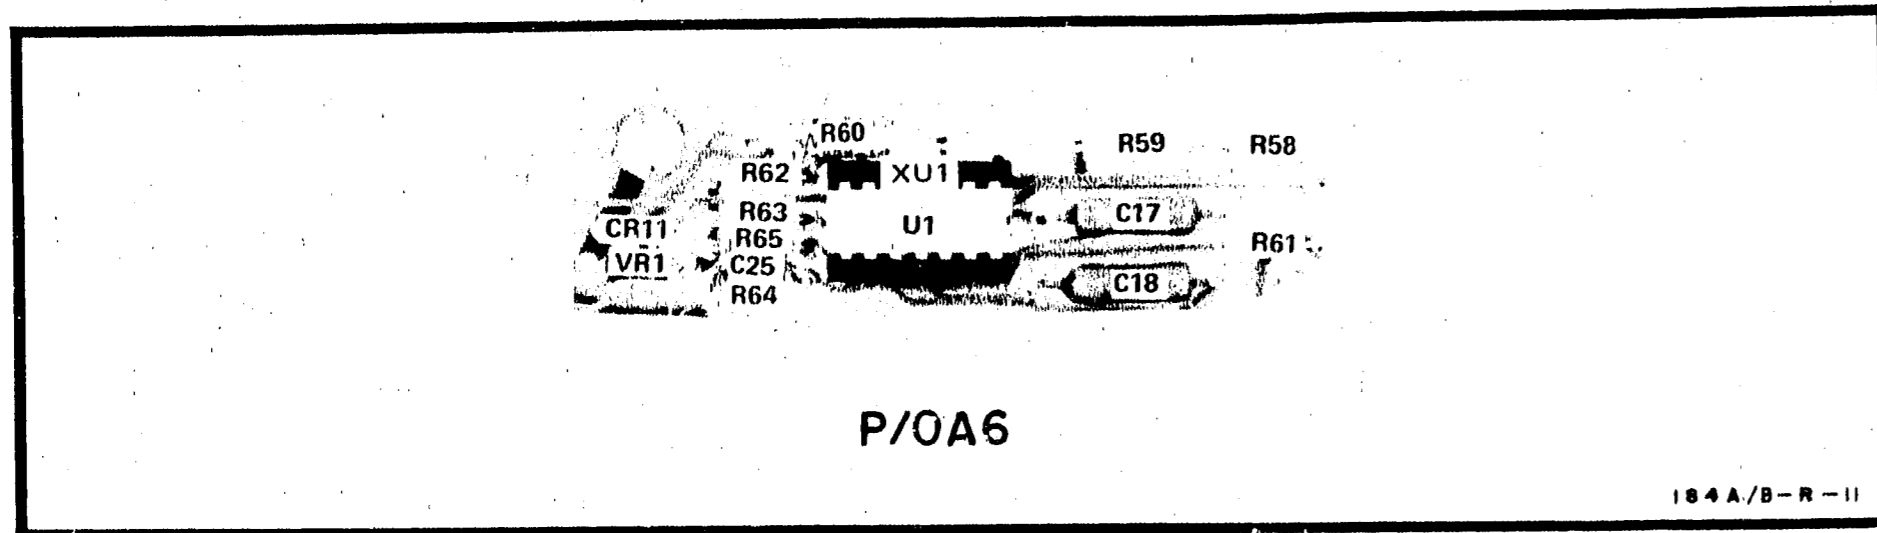 R60
R59
R58
R62
XU1
R63
U1
C17
CR11
R65
R61
VR1
C25
C18
R64
P/OA6
184A/B-R-11